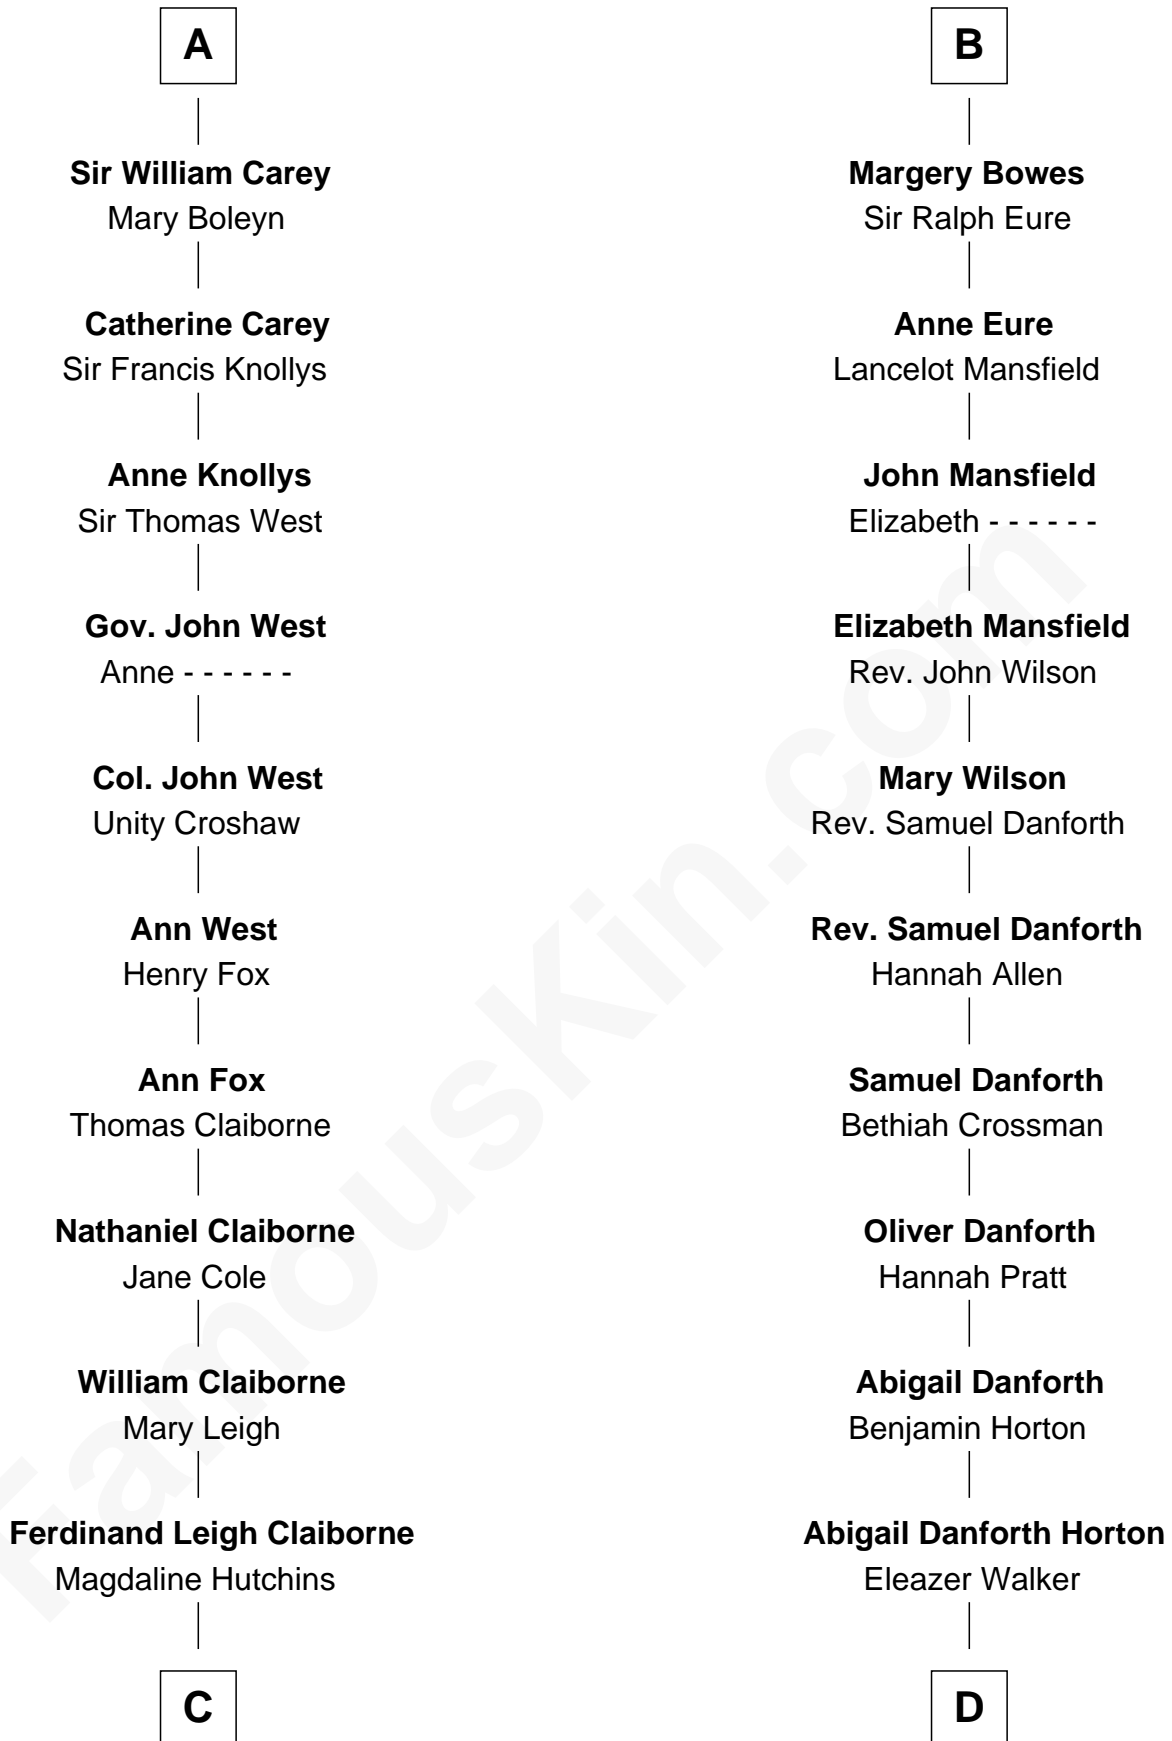 A
Sir William Carey
Mary Boleyn
Catherine Carey
Sir Francis Knollys
Anne Knollys
Sir Thomas West
Gov. John West
Anne - - - - - -
Col. John West
Unity Croshaw
Ann West
Henry Fox
Ann Fox
Thomas Claiborne
Nathaniel Claiborne
Jane Cole
William Claiborne
Mary Leigh
Ferdinand Leigh Claiborne
Magdaline Hutchins
C
B
Margery Bowes
Sir Ralph Eure
Anne Eure
Lancelot Mansfield
John Mansfield
Elizabeth - - - - - -
Elizabeth Mansfield
Rev. John Wilson
Mary Wilson
Rev. Samuel Danforth
Rev. Samuel Danforth
Hannah Allen
Samuel Danforth
Bethiah Crossman
Oliver Danforth
Hannah Pratt
Abigail Danforth
Benjamin Horton
Abigail Danforth Horton
Eleazer Walker
D
FamousKin.com